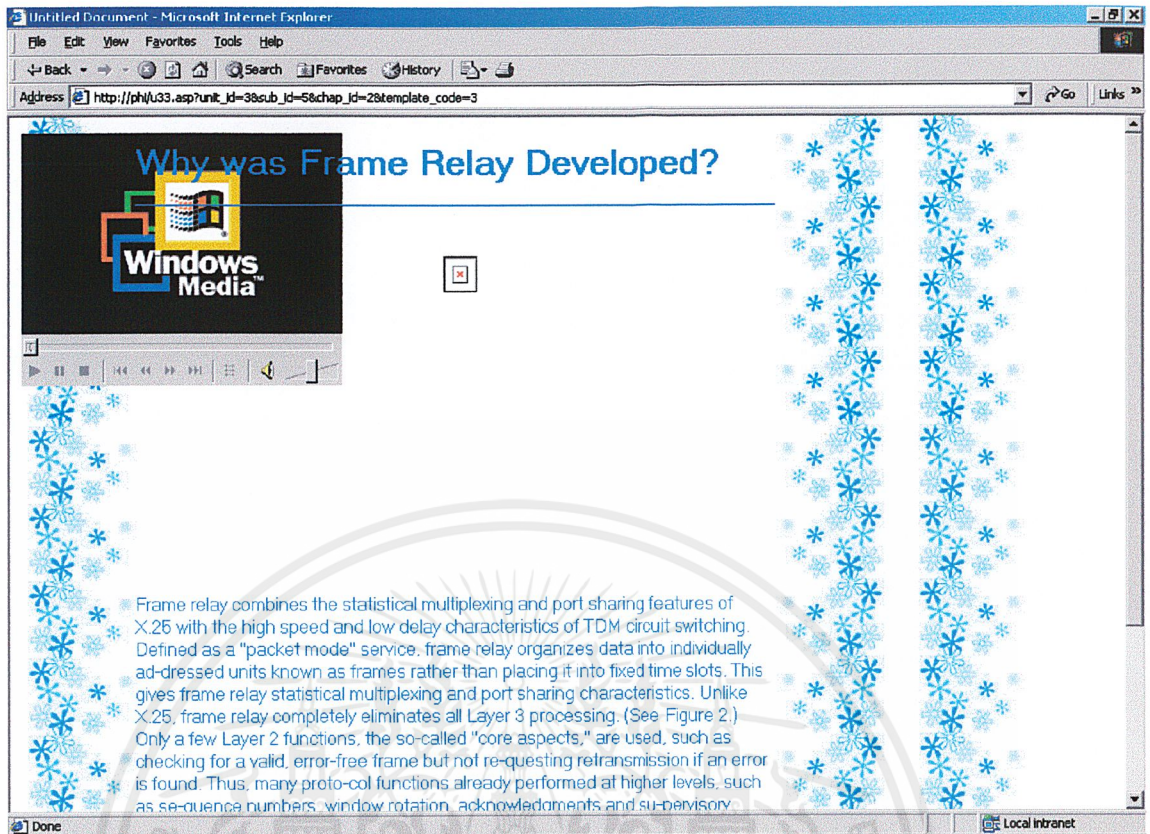 Untitled Document - Microsoft Internet Explorer
File Edit View Favorites Tools Help
Back Search Favorites History
Address http://phl/u33.asp?unit_id=3&sub_id=5&chap_id=2&template_code=3 Go Links »
Why was Frame Relay Developed?
Windows
Media™
Frame relay combines the statistical multiplexing and port sharing features of
X.25 with the high speed and low delay characteristics of TDM circuit switching.
Defined as a "packet mode" service, frame relay organizes data into individually
ad-dressed units known as frames rather than placing it into fixed time slots. This
gives frame relay statistical multiplexing and port sharing characteristics. Unlike
X.25, frame relay completely eliminates all Layer 3 processing. (See Figure 2.)
Only a few Layer 2 functions, the so-called "core aspects," are used, such as
checking for a valid, error-free frame but not re-questing retransmission if an error
is found. Thus, many proto-col functions already performed at higher levels, such
as se-quence numbers, window rotation, acknowledgments and su-pervisory
Done Local intranet